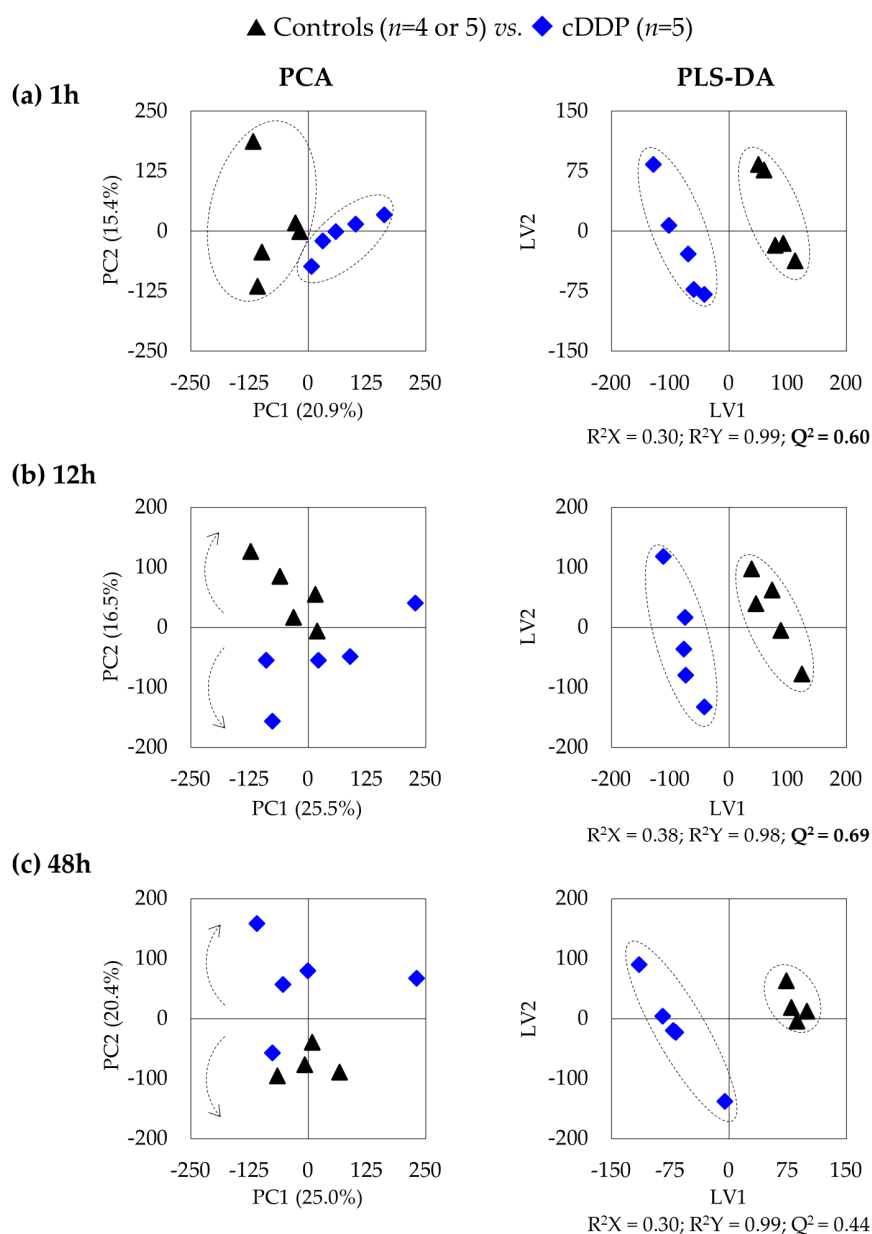 ▲ Controls (n=4 or 5) vs. ◆ cDDP (n=5)
PCA
PLS-DA
(a) 1h
250
125
0
-125
-250
PC2 (15.4%)
-250 -125 0 125 250
PC1 (20.9%)
150
75
0
-75
-150
LV2
-200 -100 0 100 200
LV1
R²X = 0.30; R²Y = 0.99; Q² = 0.60
(b) 12h
200
100
0
-100
-200
PC2 (16.5%)
-250 -125 0 125 250
PC1 (25.5%)
200
100
0
-100
-200
LV2
-200 -100 0 100 200
LV1
R²X = 0.38; R²Y = 0.98; Q² = 0.69
(c) 48h
200
100
0
-100
-200
PC2 (20.4%)
-250 -125 0 125 250
PC1 (25.0%)
200
100
0
-100
-200
LV2
-150 -75 0 75 150
LV1
R²X = 0.30; R²Y = 0.99; Q² = 0.44